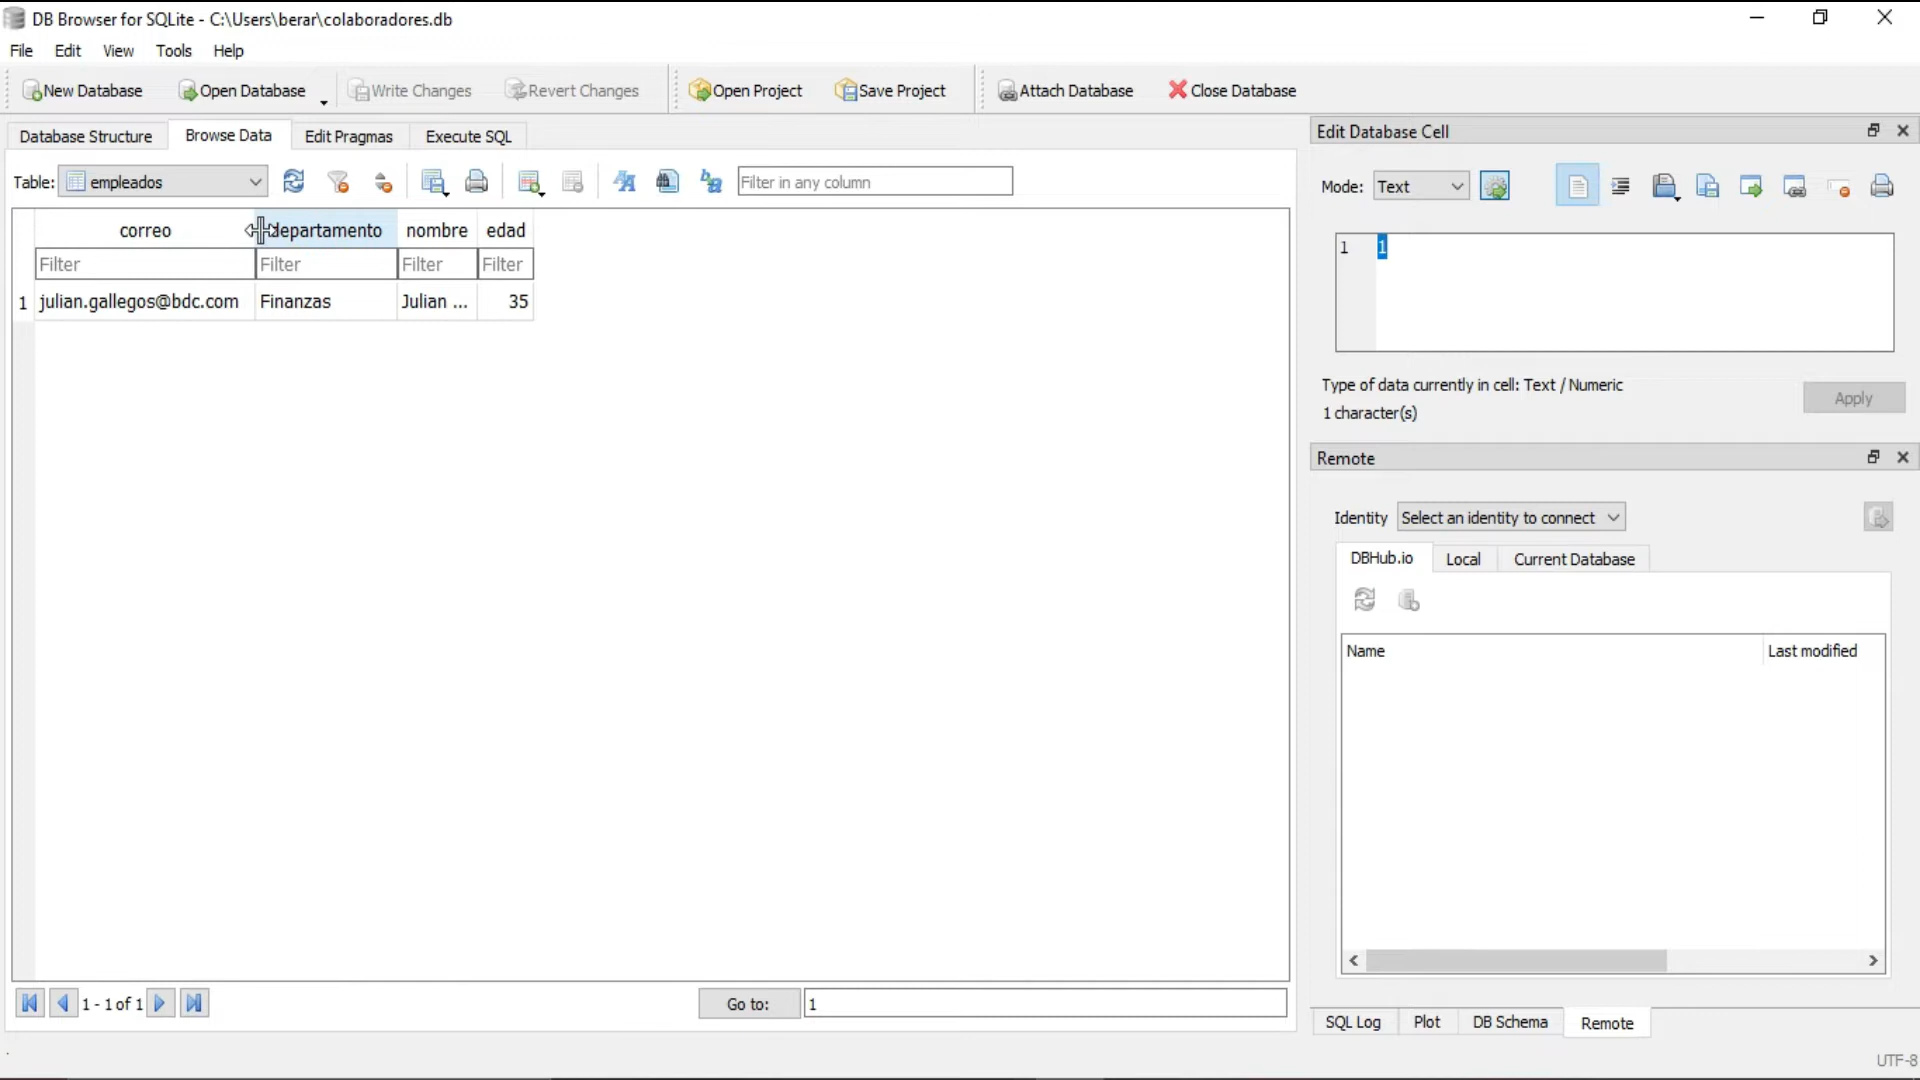 DB Browser for SQLite - C:\Users\berar\colaboradores.db
File Edit View Tools Help
New Database Open Database Write Changes Revert Changes Open Project Save Project Attach Database Close Database
Database Structure Browse Data Edit Pragmas Execute SQL
Table: empleados Filter in any column
correo departamento nombre edad
Filter Filter Filter Filter
1 julian.gallegos@bdc.com Finanzas Julian ... 35
1 - 1 of 1 Go to: 1
Edit Database Cell
Mode: Text
1 1
Type of data currently in cell: Text / Numeric
1 character(s)
Apply
Remote
Identity Select an identity to connect
DBHub.io Local Current Database
Name Last modified
SQL Log Plot DB Schema Remote
UTF-8